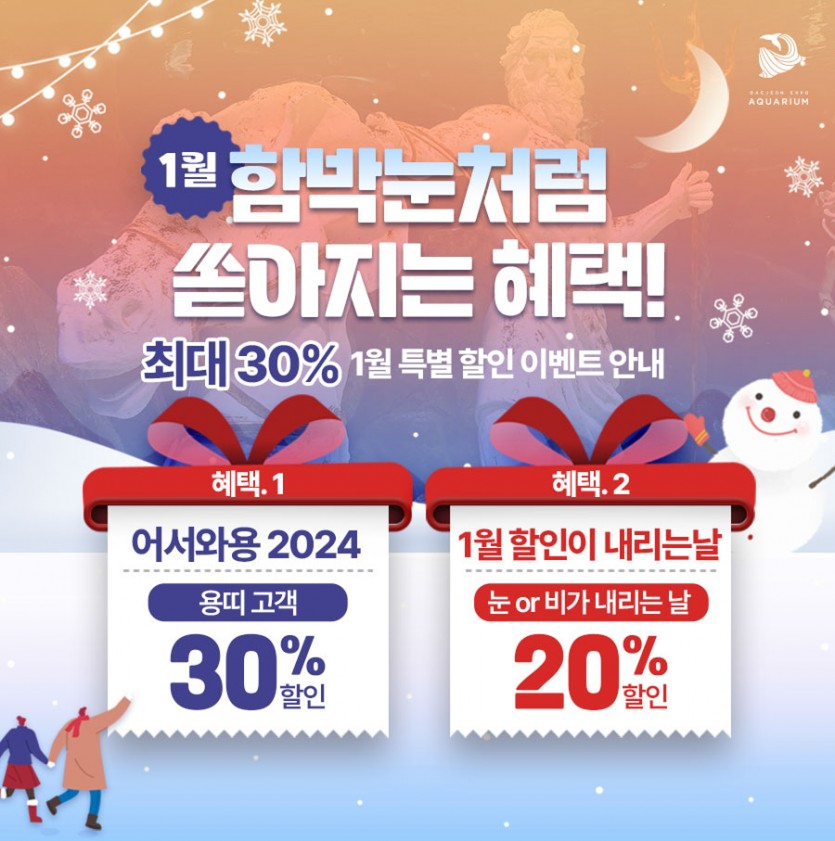 DAEJEON EXPO
AQUARIUM
1월 함박눈처럼
쏟아지는 혜택!
최대 30% 1월 특별 할인 이벤트 안내
혜택. 1
어서와용 2024
용띠 고객
30% 할인
혜택. 2
1월 할인이 내리는날
눈 or 비가 내리는 날
20% 할인